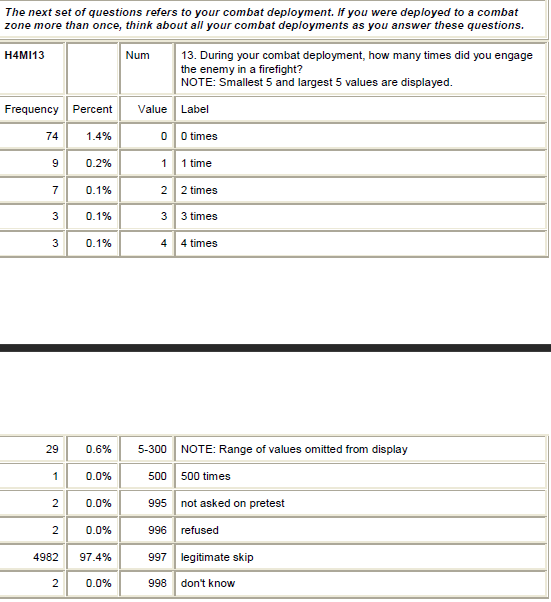 The next set of questions refers to your combat deployment. If you were deployed to a combat
zone more than once, think about all your combat deployments as you answer these questions.
H4MI13 Num 13. During your combat deployment, how many times did you engage
the enemy in a firefight?
NOTE: Smallest 5 and largest 5 values are displayed.
Frequency Percent Value Label
74 1.4% 0 0 times
9 0.2% 1 1 time
7 0.1% 2 2 times
3 0.1% 3 3 times
3 0.1% 4 4 times
29 0.6% 5-300 NOTE: Range of values omitted from display
1 0.0% 500 500 times
2 0.0% 995 not asked on pretest
2 0.0% 996 refused
4982 97.4% 997 legitimate skip
2 0.0% 998 don't know